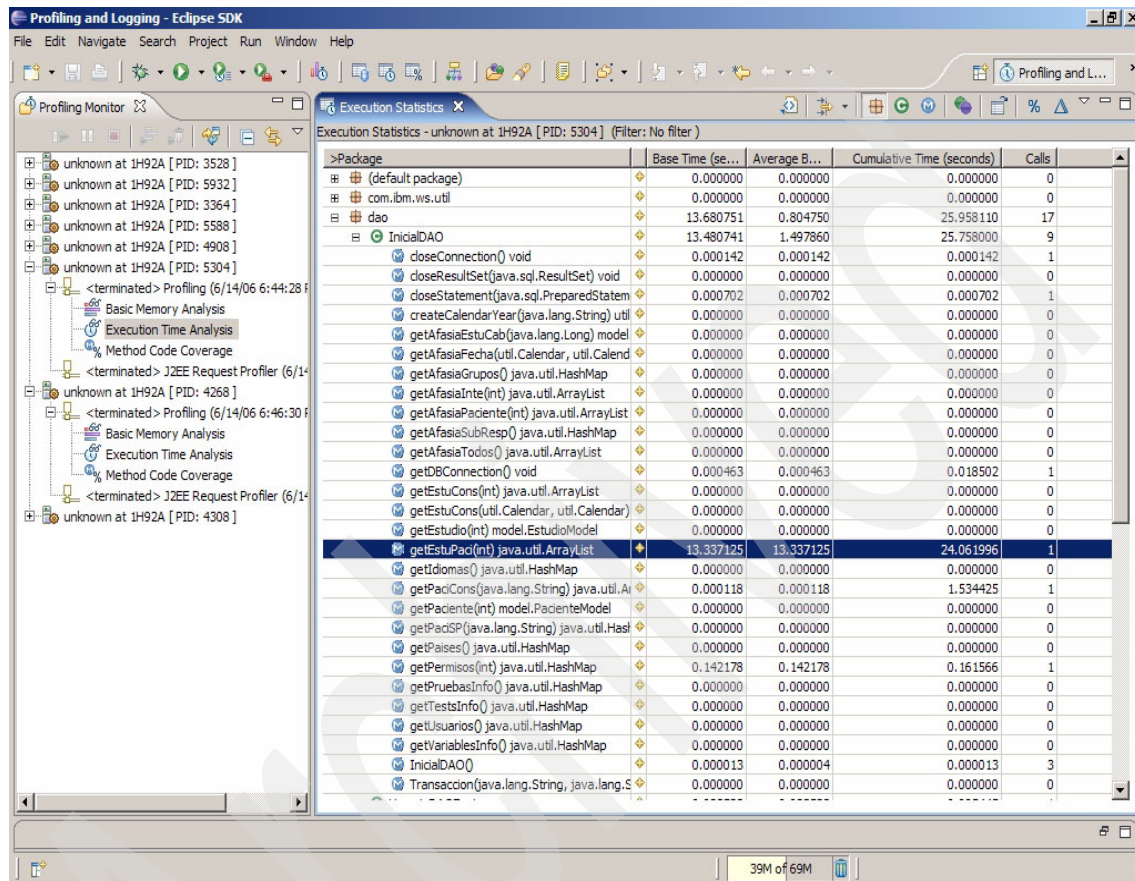 Profiling and Logging - Eclipse SDK
File Edit Navigate Search Project Run Window Help
Profiling and L...
Profiling Monitor
unknown at 1H92A [ PID: 3528 ]
unknown at 1H92A [ PID: 5932 ]
unknown at 1H92A [ PID: 3364 ]
unknown at 1H92A [ PID: 5588 ]
unknown at 1H92A [ PID: 4908 ]
unknown at 1H92A [ PID: 5304 ]
<terminated> Profiling (6/14/06 6:44:28 P
Basic Memory Analysis
Execution Time Analysis
Method Code Coverage
<terminated> J2EE Request Profiler (6/14
unknown at 1H92A [ PID: 4268 ]
<terminated> Profiling (6/14/06 6:46:30 P
Basic Memory Analysis
Execution Time Analysis
Method Code Coverage
<terminated> J2EE Request Profiler (6/14
unknown at 1H92A [ PID: 4308 ]
Execution Statistics
Execution Statistics - unknown at 1H92A [ PID: 5304 ] (Filter: No filter )
>Package Base Time (se... Average B... Cumulative Time (seconds) Calls
(default package) 0.000000 0.000000 0.000000 0
com.ibm.ws.util 0.000000 0.000000 0.000000 0
dao 13.680751 0.804750 25.958110 17
InicialDAO 13.480741 1.497860 25.758000 9
closeConnection() void 0.000142 0.000142 0.000142 1
closeResultSet(java.sql.ResultSet) void 0.000000 0.000000 0.000000 0
closeStatement(java.sql.PreparedStatem 0.000702 0.000702 0.000702 1
createCalendarYear(java.lang.String) util 0.000000 0.000000 0.000000 0
getAfasiaEstuCab(java.lang.Long) model 0.000000 0.000000 0.000000 0
getAfasiaFecha(util.Calendar, util.Calend 0.000000 0.000000 0.000000 0
getAfasiaGrupos() java.util.HashMap 0.000000 0.000000 0.000000 0
getAfasiaInte(int) java.util.ArrayList 0.000000 0.000000 0.000000 0
getAfasiaPaciente(int) java.util.ArrayList 0.000000 0.000000 0.000000 0
getAfasiaSubResp() java.util.HashMap 0.000000 0.000000 0.000000 0
getAfasiaTodos() java.util.ArrayList 0.000000 0.000000 0.000000 0
getDBConnection() void 0.000463 0.000463 0.018502 1
getEstuCons(int) java.util.ArrayList 0.000000 0.000000 0.000000 0
getEstuCons(util.Calendar, util.Calendar) 0.000000 0.000000 0.000000 0
getEstudio(int) model.EstudioModel 0.000000 0.000000 0.000000 0
getEstuPaci(int) java.util.ArrayList 13.337125 13.337125 24.061996 1
getIdiomas() java.util.HashMap 0.000000 0.000000 0.000000 0
getPaciCons(java.lang.String) java.util.Ar 0.000118 0.000118 1.534425 1
getPaciente(int) model.PacienteModel 0.000000 0.000000 0.000000 0
getPaciSP(java.lang.String) java.util.Hash 0.000000 0.000000 0.000000 0
getPaises() java.util.HashMap 0.000000 0.000000 0.000000 0
getPermisos(int) java.util.HashMap 0.142178 0.142178 0.161566 1
getPruebasInfo() java.util.HashMap 0.000000 0.000000 0.000000 0
getTestsInfo() java.util.HashMap 0.000000 0.000000 0.000000 0
getUsuarios() java.util.HashMap 0.000000 0.000000 0.000000 0
getVariablesInfo() java.util.HashMap 0.000000 0.000000 0.000000 0
InicialDAO() 0.000013 0.000004 0.000013 3
Transaccion(java.lang.String, java.lang.S 0.000000 0.000000 0.000000 0
39M of 69M